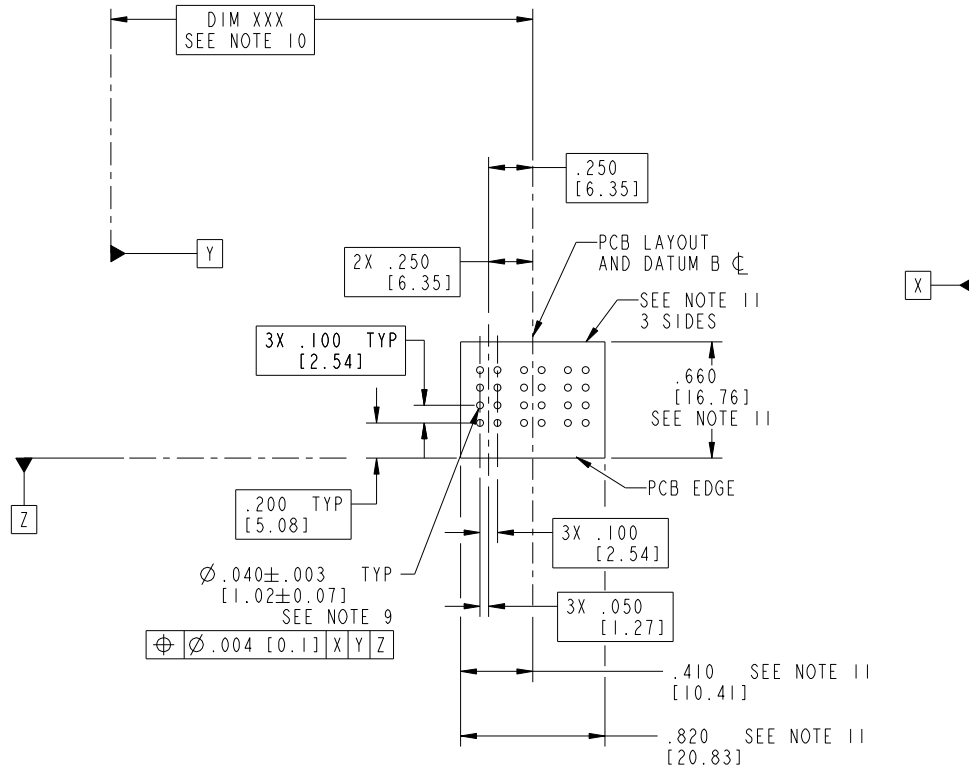 DIM XXX
SEE NOTE 10
.250
[6.35]
Y
2X .250
[6.35]
PCB LAYOUT
AND DATUM B ℄
X
SEE NOTE 11
3 SIDES
3X .100 TYP
[2.54]
.660
[16.76]
SEE NOTE 11
PCB EDGE
Z
.200 TYP
[5.08]
3X .100
[2.54]
Ø.040±.003 TYP
[1.02±0.07]
SEE NOTE 9
⌖ Ø.004 [0.1] X Y Z
3X .050
[1.27]
.410 SEE NOTE 11
[10.41]
.820 SEE NOTE 11
[20.83]